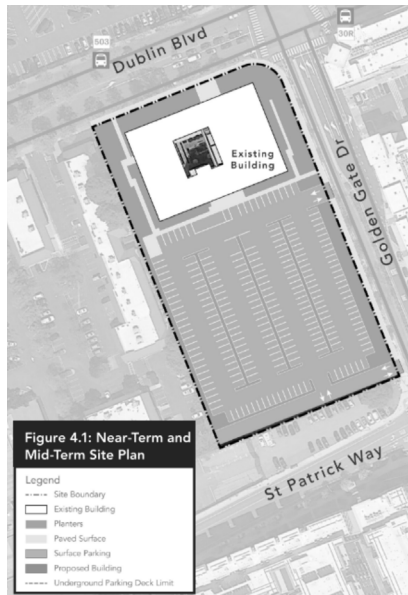 503
Dublin Blvd
30R
Existing
Building
Golden Gate Dr
St Patrick Way
Figure 4.1: Near-Term and
Mid-Term Site Plan
Legend
Site Boundary
Existing Building
Planters
Paved Surface
Surface Parking
Proposed Building
Underground Parking Deck Limit